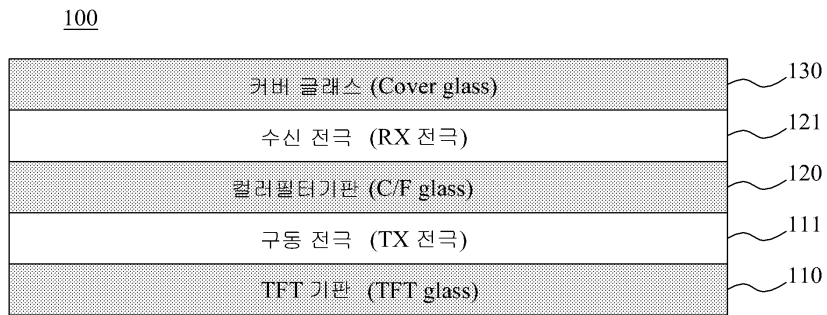 100
커버 글래스 (Cover glass)
130
수신 전극 (RX 전극)
121
컬러필터기판 (C/F glass)
120
구동 전극 (TX 전극)
111
TFT 기판 (TFT glass)
110